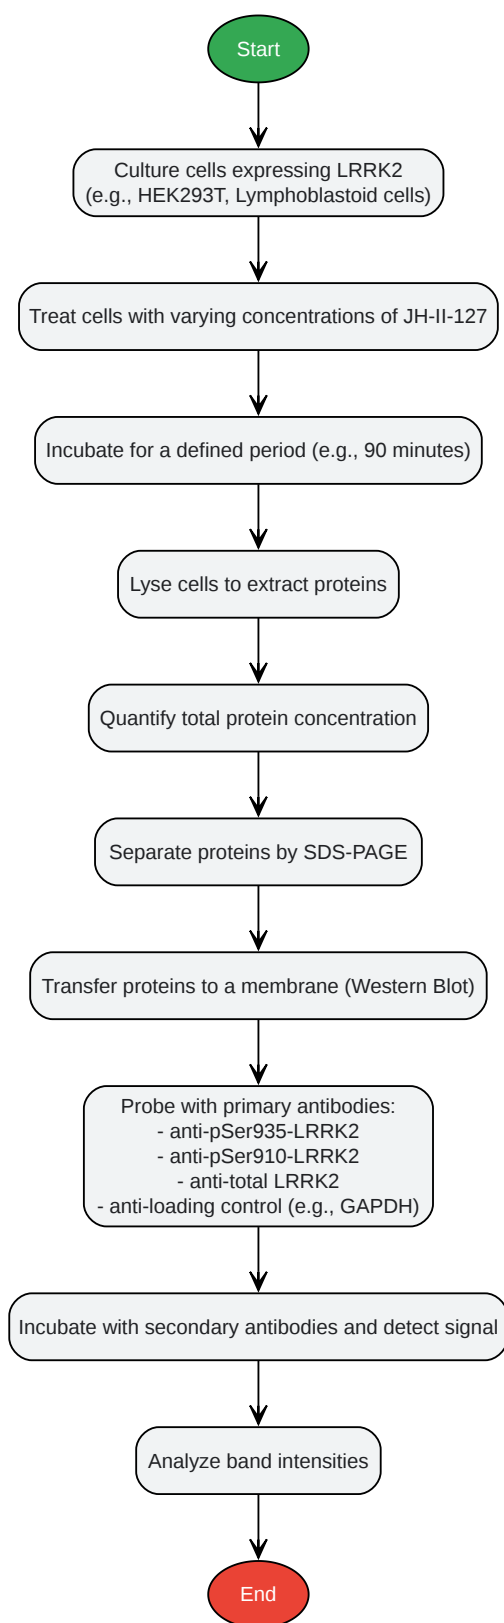 Start
Culture cells expressing LRRK2
(e.g., HEK293T, Lymphoblastoid cells)
Treat cells with varying concentrations of JH-II-127
Incubate for a defined period (e.g., 90 minutes)
Lyse cells to extract proteins
Quantify total protein concentration
Separate proteins by SDS-PAGE
Transfer proteins to a membrane (Western Blot)
Probe with primary antibodies:
- anti-pSer935-LRRK2
- anti-pSer910-LRRK2
- anti-total LRRK2
- anti-loading control (e.g., GAPDH)
Incubate with secondary antibodies and detect signal
Analyze band intensities
End